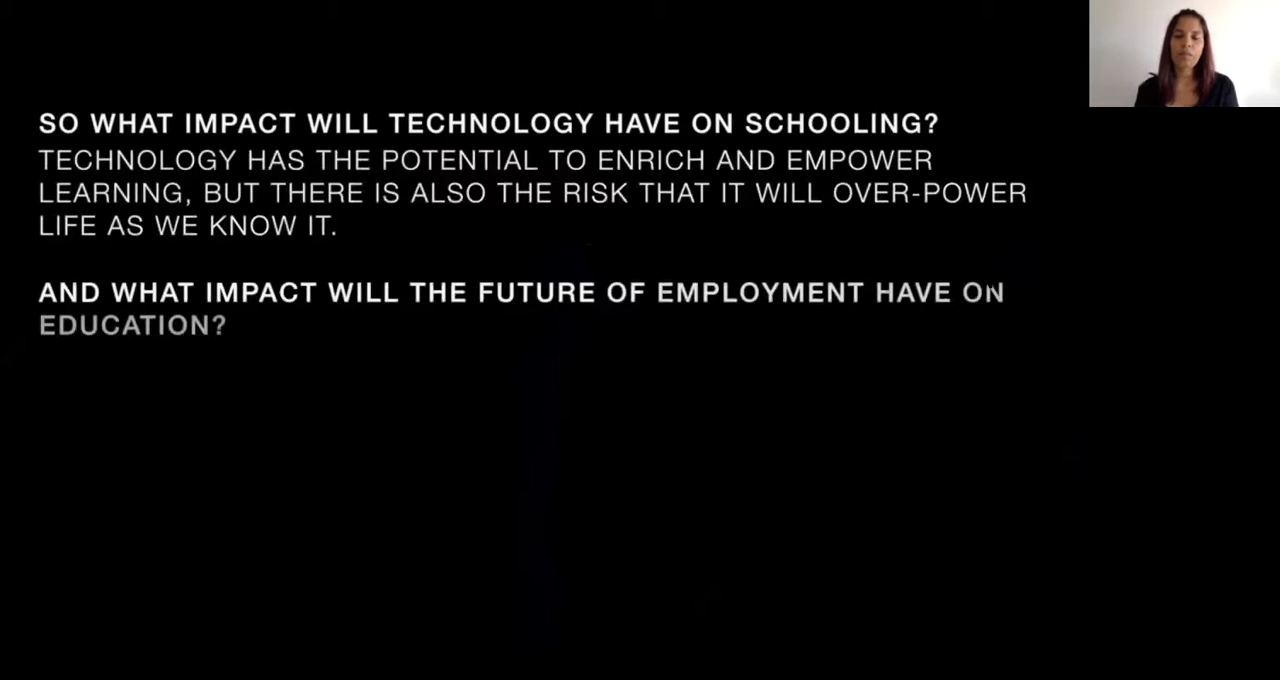 SO WHAT IMPACT WILL TECHNOLOGY HAVE ON SCHOOLING?
TECHNOLOGY HAS THE POTENTIAL TO ENRICH AND EMPOWER
LEARNING, BUT THERE IS ALSO THE RISK THAT IT WILL OVER-POWER
LIFE AS WE KNOW IT.
AND WHAT IMPACT WILL THE FUTURE OF EMPLOYMENT HAVE ON
EDUCATION?